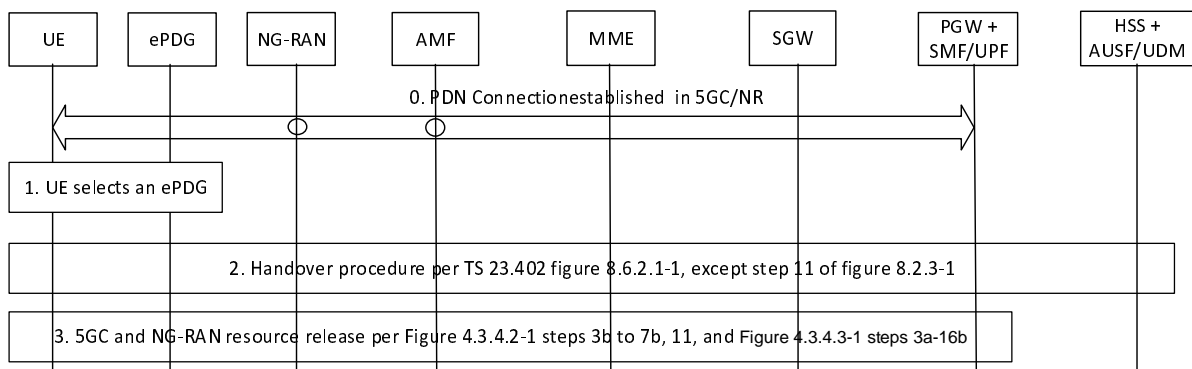 UE
ePDG
NG-RAN
AMF
MME
SGW
PGW +
SMF/UPF
HSS +
AUSF/UDM
0. PDN Connectionestablished in 5GC/NR
1. UE selects an ePDG
2. Handover procedure per TS 23.402 figure 8.6.2.1-1, except step 11 of figure 8.2.3-1
3. 5GC and NG-RAN resource release per Figure 4.3.4.2-1 steps 3b to 7b, 11, and Figure 4.3.4.3-1 steps 3a-16b